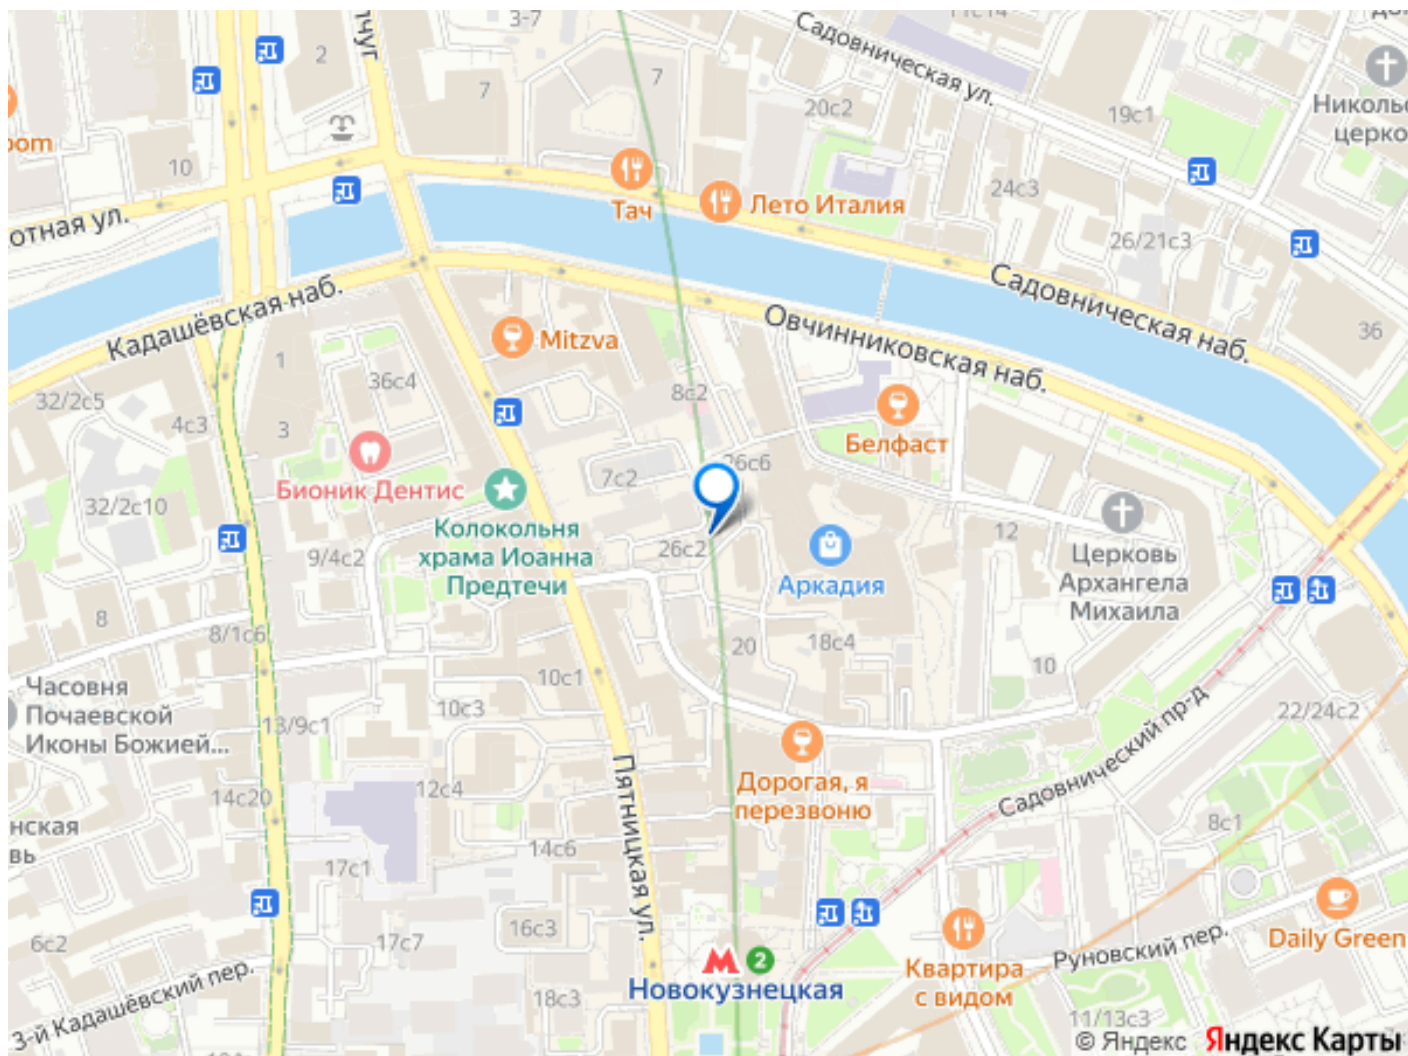 3-7
чуг
2
7
7
Садовническая ул.
20с2
19с1
Никольс
церко
оом
10
24с3
Тач
Лето Италия
отная ул.
26/21с3
Садовническая наб.
Кадашёвская наб.
Овчинниковская наб.
36
Mitzva
1
36с4
32/2с5
8с2
4с3
3
Белфаст
26с6
7с2
Бионик Дентис
32/2с10
Колокольня
храма Иоанна
Предтечи
9/4с2
26с2
12
Аркадия
Церковь
Архангела
Михаила
8
8/1с6
20
18с4
10
10с1
Часовня
Почаевской
Иконы Божией...
10с3
13/9с1
22/24с2
Садовнический пр-д
Дорогая, я
перезвоню
Пятницкая ул.
14с20
12с4
нская
вь
8с1
14с6
17с1
16с3
6с2
17с7
2
Новокузнецкая
Квартира
с видом
Руновский пер.
Daily Green
3-й Кадашёвский пер.
18с3
11/13с3
© Яндекс Яндекс Карты